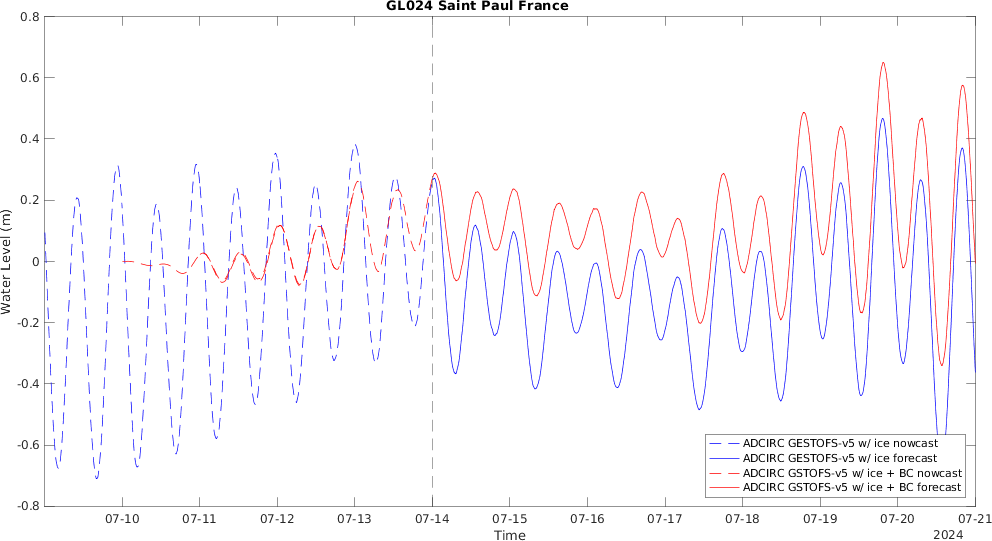 GL024 Saint Paul France
0.8
0.6
0.4
0.2
0
-0.2
-0.4
-0.6
-0.8
Water Level (m)
ADCIRC GESTOFS-v5 w/ ice nowcast
ADCIRC GESTOFS-v5 w/ ice forecast
ADCIRC GSTOFS-v5 w/ ice + BC nowcast
ADCIRC GSTOFS-v5 w/ ice + BC forecast
07-10 07-11 07-12 07-13 07-14 07-15 07-16 07-17 07-18 07-19 07-20 07-21
Time
2024